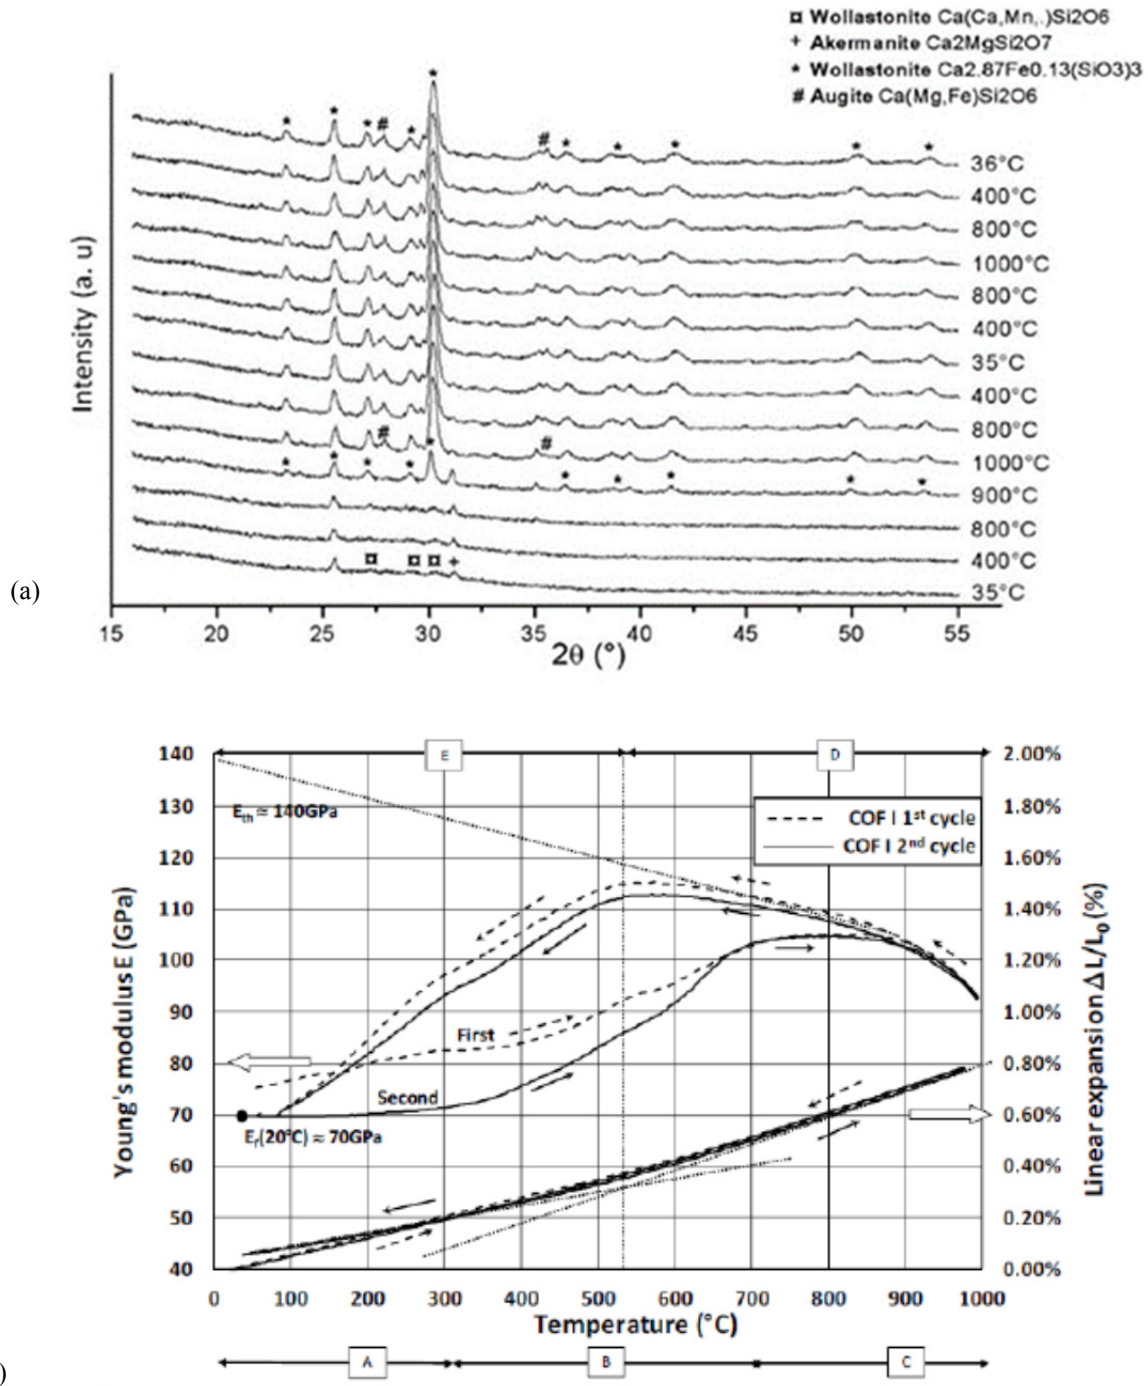 ¤ Wollastonite Ca(Ca,Mn,.)Si2O6
+ Akermanite Ca2MgSi2O7
* Wollastonite Ca2.87Fe0.13(SiO3)3
# Augite Ca(Mg,Fe)Si2O6
Intensity (a. u)
36°C
400°C
800°C
1000°C
800°C
400°C
35°C
400°C
800°C
1000°C
900°C
800°C
400°C
35°C
(a)
15 20 25 30 35 40 45 50 55
2θ (°)
E D
140 2.00%
130 1.80%
120 1.60%
110 1.40%
100 1.20%
90 1.00%
80 0.80%
70 0.60%
60 0.40%
50 0.20%
40 0.00%
Eth ≈ 140GPa
COF I 1st cycle
COF I 2nd cycle
First
Second
Er(20°C) ≈ 70GPa
Young's modulus E (GPa)
Linear expansion ΔL/L0 (%)
0 100 200 300 400 500 600 700 800 900 1000
Temperature (°C)
A B C
)